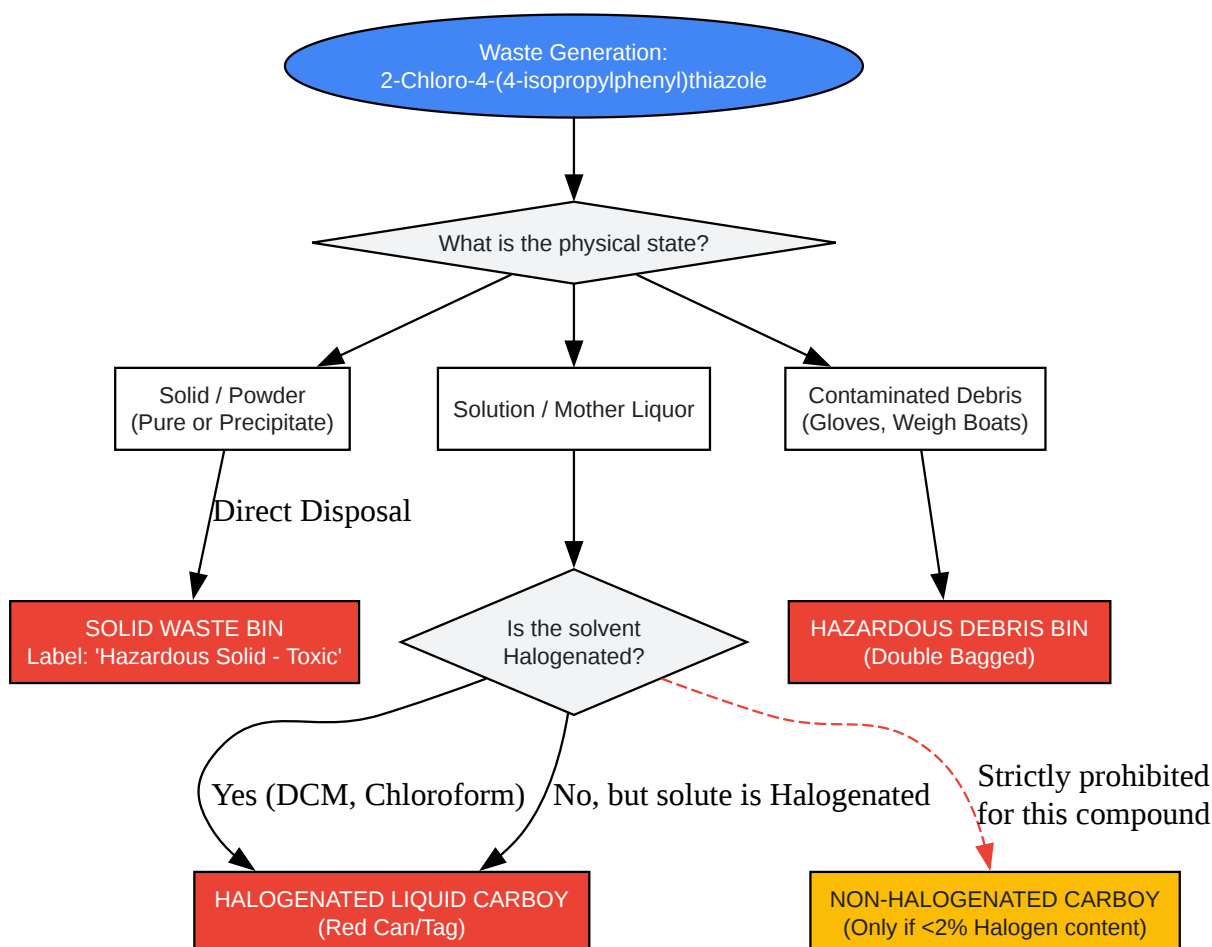 Waste Generation:
2-Chloro-4-(4-isopropylphenyl)thiazole
What is the physical state?
Solid / Powder
(Pure or Precipitate)
Solution / Mother Liquor
Contaminated Debris
(Gloves, Weigh Boats)
Direct Disposal
SOLID WASTE BIN
Label: 'Hazardous Solid - Toxic'
Is the solvent
Halogenated?
HAZARDOUS DEBRIS BIN
(Double Bagged)
Yes (DCM, Chloroform)
No, but solute is Halogenated
Strictly prohibited
for this compound
HALOGENATED LIQUID CARBOY
(Red Can/Tag)
NON-HALOGENATED CARBOY
(Only if <2% Halogen content)